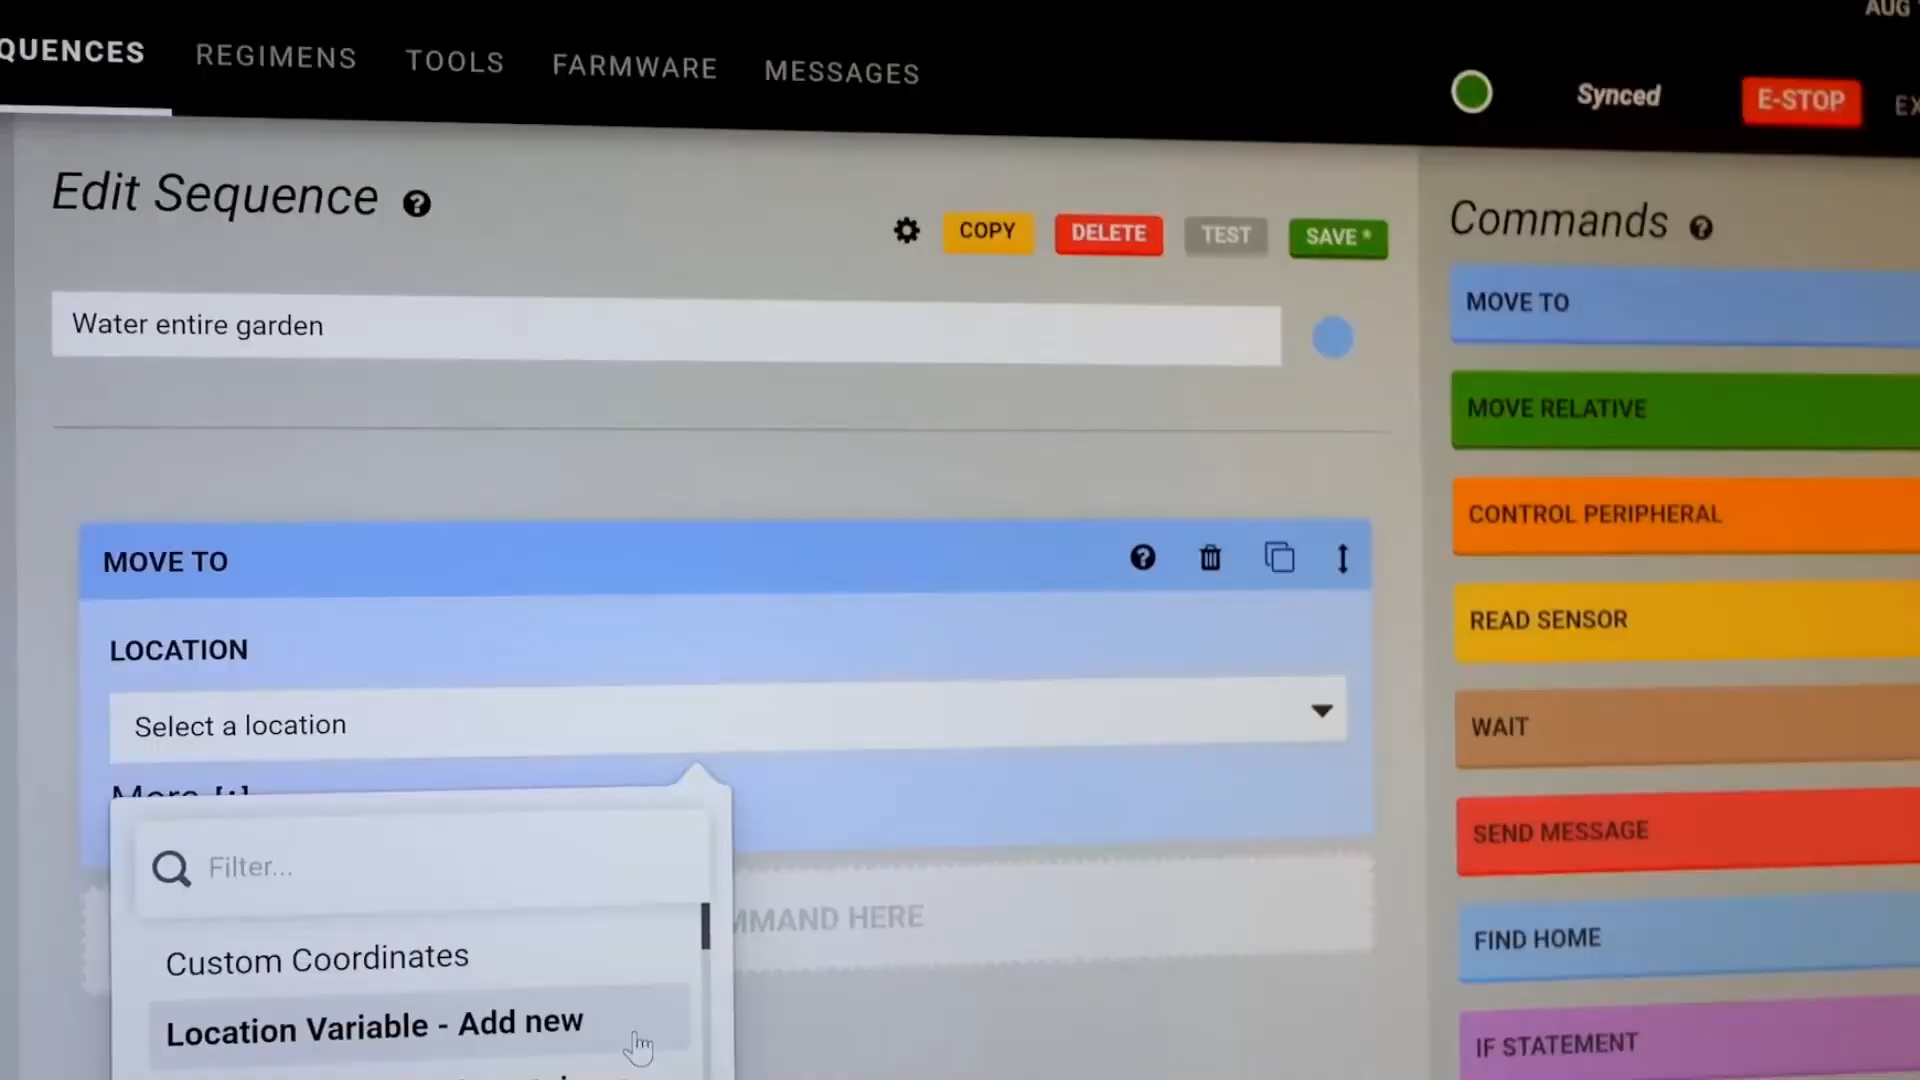 AUG
QUENCES REGIMENS TOOLS FARMWARE MESSAGES
Synced E-STOP EX
Edit Sequence
COPY DELETE TEST SAVE *
Commands
Water entire garden
MOVE TO
MOVE RELATIVE
CONTROL PERIPHERAL
MOVE TO
LOCATION
READ SENSOR
Select a location
WAIT
Filter...
SEND MESSAGE
MMAND HERE
Custom Coordinates
FIND HOME
Location Variable - Add new
IF STATEMENT